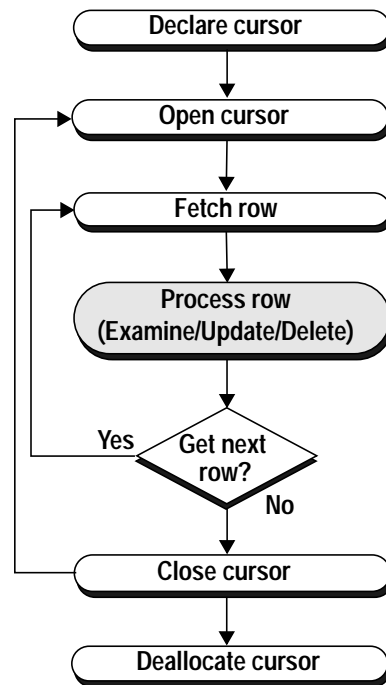 Declare cursor
Open cursor
Fetch row
Process row
(Examine/Update/Delete)
Yes
Get next
row?
No
Close cursor
Deallocate cursor